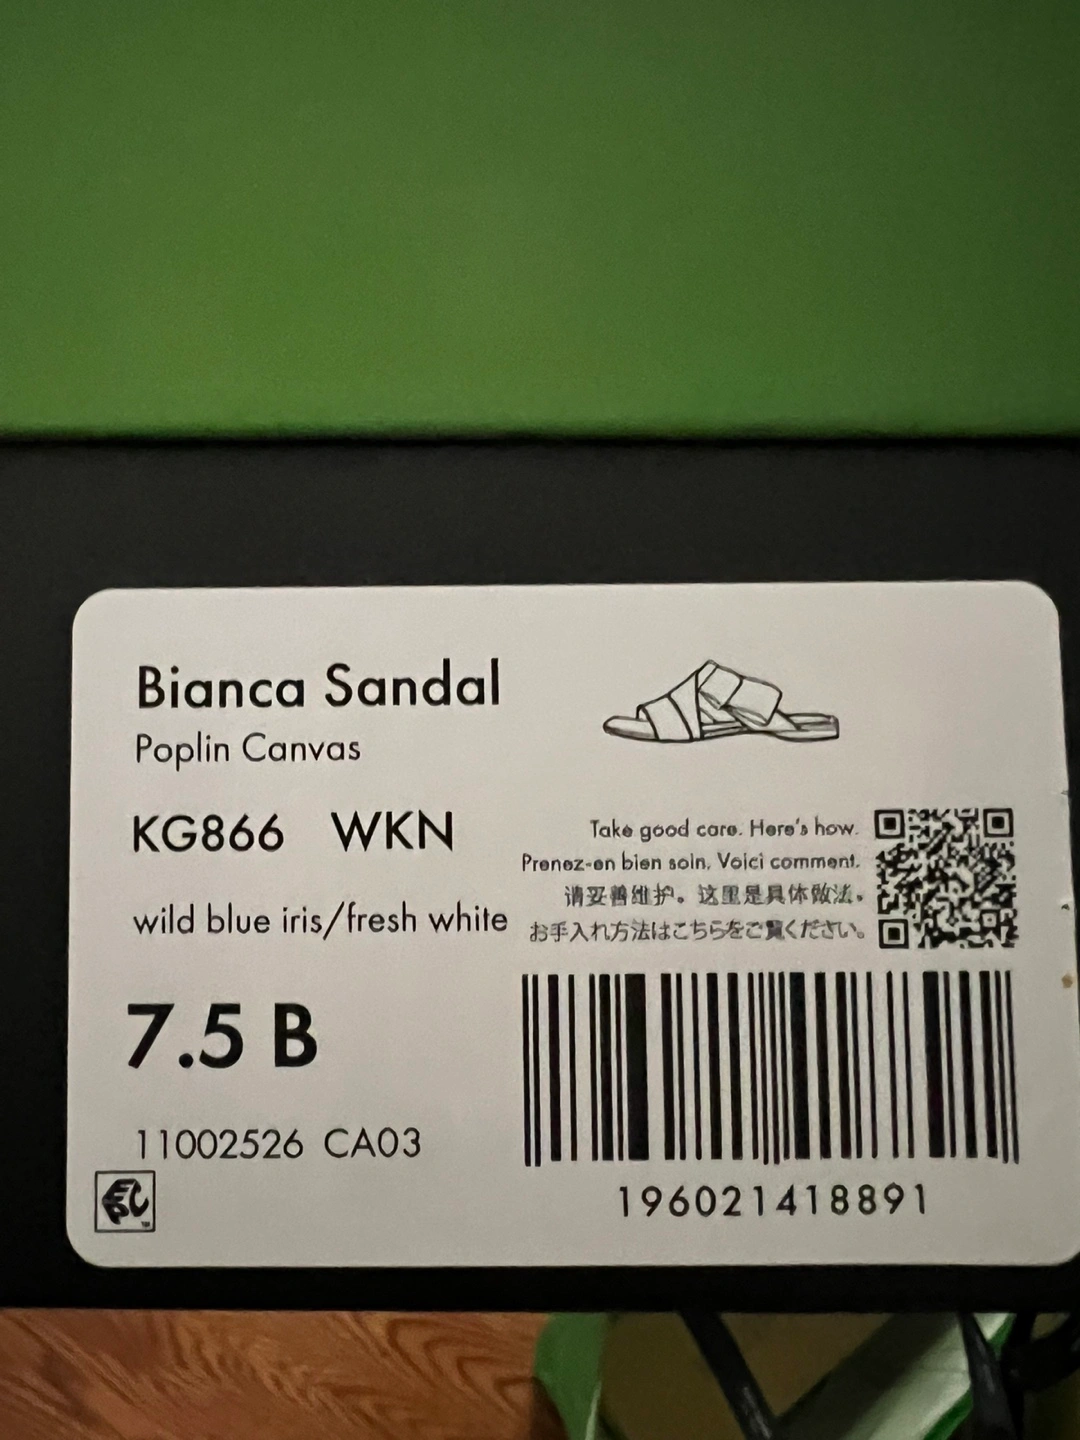 Bianca Sandal
Poplin Canvas
KG866 WKN
wild blue iris/fresh white
7.5 B
11002526 CA03
EPC
TM
Take good care. Here's how.
Prenez-en bien soin. Voici comment.
请妥善维护。这里是具体做法。
お手入れ方法はこちらをご覧ください。
196021418891